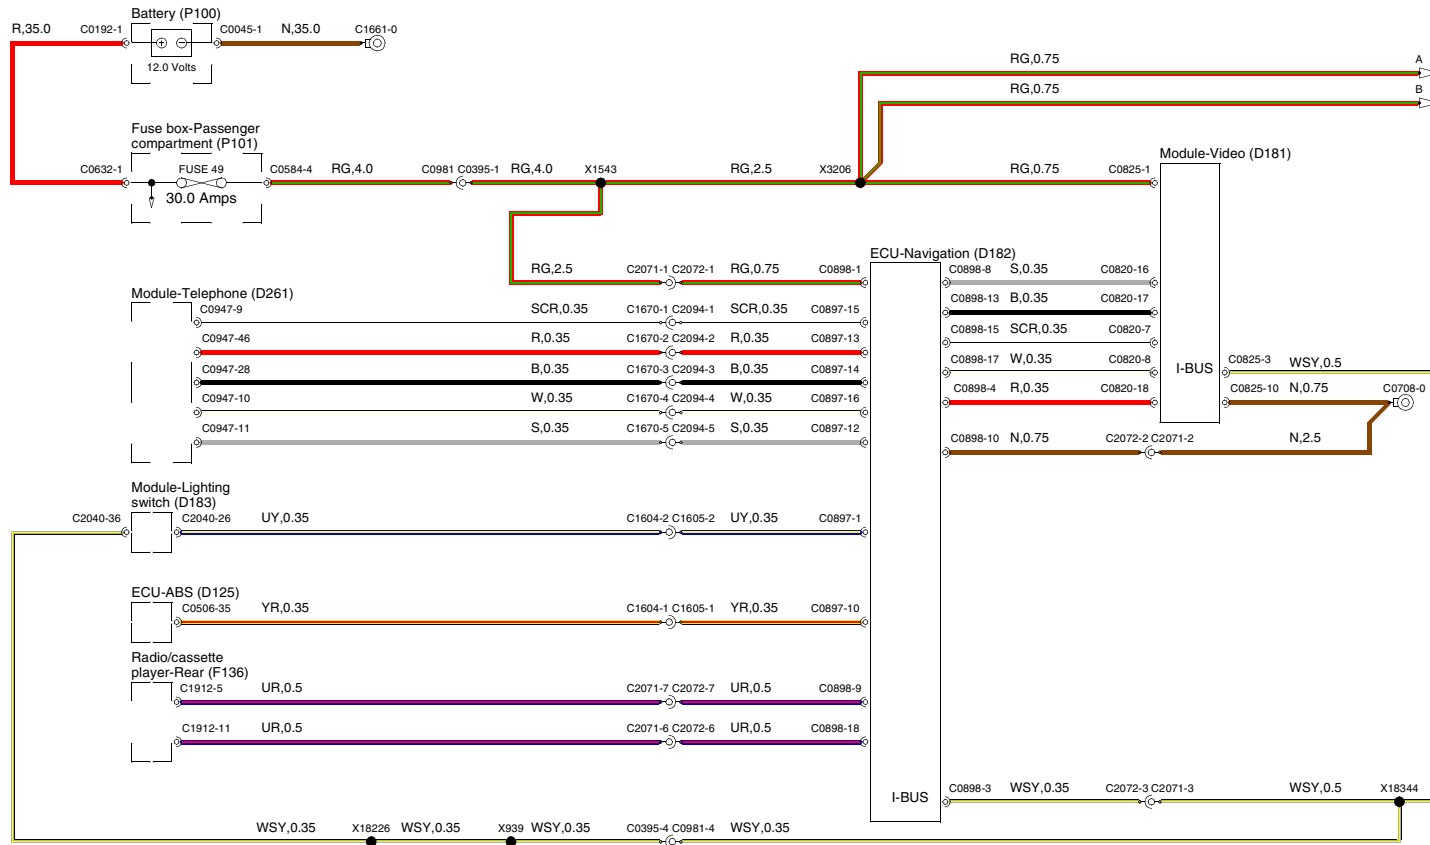 Battery (P100)
R,35.0 C0192-1 C0045-1 N,35.0 C1661-0
12.0 Volts
RG,0.75 A
RG,0.75 B
Fuse box-Passenger
compartment (P101)
Module-Video (D181)
C0632-1 FUSE 49 C0584-4 RG,4.0 C0981 C0395-1 RG,4.0 X1543 RG,2.5 X3206 RG,0.75 C0825-1
30.0 Amps
ECU-Navigation (D182)
RG,2.5 C2071-1 C2072-1 RG,0.75 C0898-1 C0898-8 S,0.35 C0820-16
Module-Telephone (D261)
C0898-13 B,0.35 C0820-17
C0947-9 SCR,0.35 C1670-1 C2094-1 SCR,0.35 C0897-15
C0898-15 SCR,0.35 C0820-7
C0947-46 R,0.35 C1670-2 C2094-2 R,0.35 C0897-13
C0898-17 W,0.35 C0820-8 C0825-3 WSY,0.5
I-BUS
C0947-28 B,0.35 C1670-3 C2094-3 B,0.35 C0897-14
C0898-4 R,0.35 C0820-18 C0825-10 N,0.75 C0708-0
C0947-10 W,0.35 C1670-4 C2094-4 W,0.35 C0897-16
C0947-11 S,0.35 C1670-5 C2094-5 S,0.35 C0897-12
C0898-10 N,0.75 C2072-2 C2071-2 N,2.5
Module-Lighting
switch (D183)
C2040-36 C2040-26 UY,0.35 C1604-2 C1605-2 UY,0.35 C0897-1
ECU-ABS (D125)
C0506-35 YR,0.35 C1604-1 C1605-1 YR,0.35 C0897-10
Radio/cassette
player-Rear (F136)
C1912-5 UR,0.5 C2071-7 C2072-7 UR,0.5 C0898-9
C1912-11 UR,0.5 C2071-6 C2072-6 UR,0.5 C0898-18
I-BUS C0898-3 WSY,0.35 C2072-3 C2071-3 WSY,0.5 X18344
WSY,0.35 X18226 WSY,0.35 X939 WSY,0.35 C0395-4 C0981-4 WSY,0.35